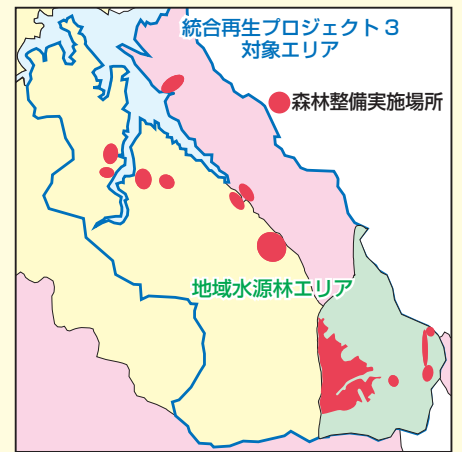 統合再生プロジェクト3
対象エリア
森林整備実施場所
地域水源林エリア